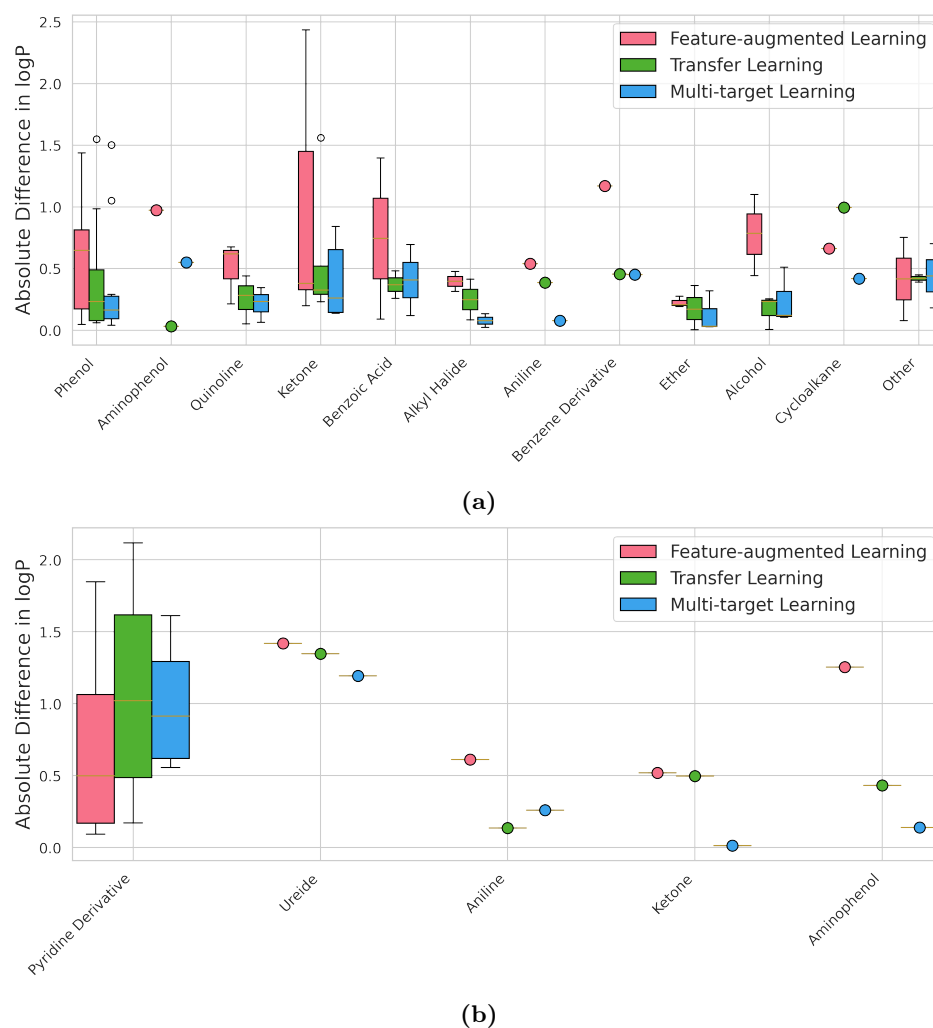 Absolute Difference in logP
2.5
2.0
1.5
1.0
0.5
0.0
Feature-augmented Learning
Transfer Learning
Multi-target Learning
Phenol
Aminophenol
Quinoline
Ketone
Benzoic Acid
Alkyl Halide
Aniline
Benzene Derivative
Ether
Alcohol
Cycloalkane
Other
(a)
Absolute Difference in logP
2.0
1.5
1.0
0.5
0.0
Feature-augmented Learning
Transfer Learning
Multi-target Learning
Pyridine Derivative
Ureide
Aniline
Ketone
Aminophenol
(b)